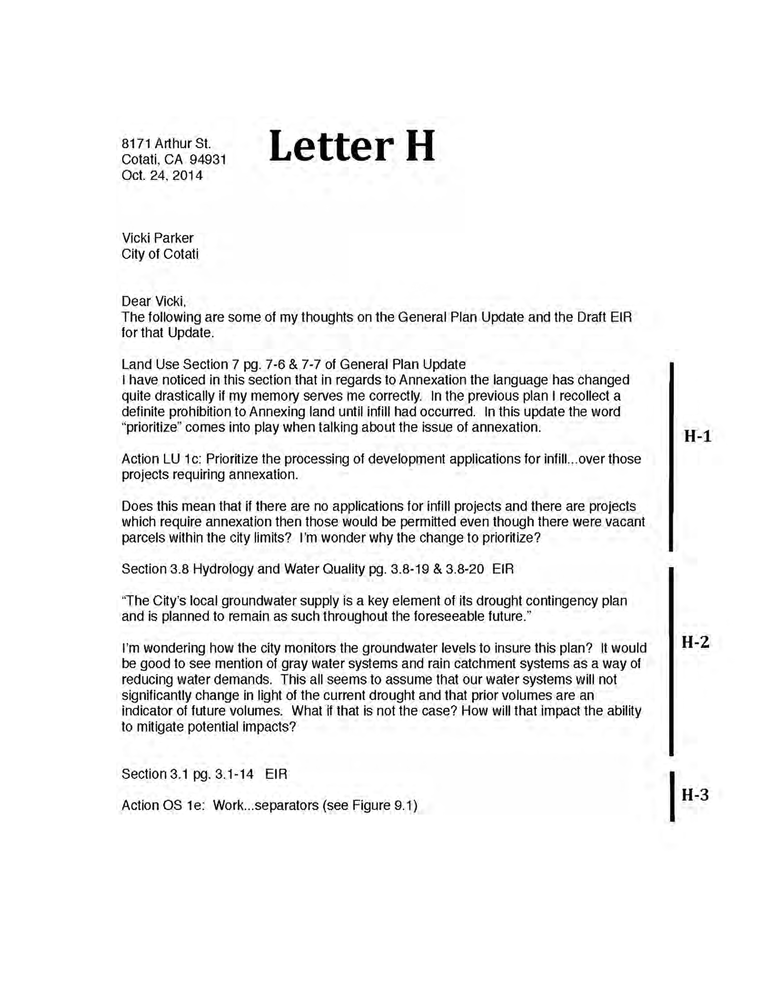 Letter H
8171 Arthur St.
Cotati, CA 94931
Oct. 24, 2014
Vicki Parker
City of Cotati
Dear Vicki,
The following are some of my thoughts on the General Plan Update and the Draft EIR
for that Update.
Land Use Section 7 pg. 7-6 & 7-7 of General Plan Update
I have noticed in this section that in regards to Annexation the language has changed
quite drastically if my memory serves me correctly. In the previous plan I recollect a
definite prohibition to Annexing land until infill had occurred. In this update the word
“prioritize” comes into play when talking about the issue of annexation.
H-1
Action LU 1c: Prioritize the processing of development applications for infill...over those
projects requiring annexation.
Does this mean that if there are no applications for infill projects and there are projects
which require annexation then those would be permitted even though there were vacant
parcels within the city limits? I'm wonder why the change to prioritize?
Section 3.8 Hydrology and Water Quality pg. 3.8-19 & 3.8-20 EIR
“The City's local groundwater supply is a key element of its drought contingency plan
and is planned to remain as such throughout the foreseeable future.”
H-2
I'm wondering how the city monitors the groundwater levels to insure this plan? It would
be good to see mention of gray water systems and rain catchment systems as a way of
reducing water demands. This all seems to assume that our water systems will not
significantly change in light of the current drought and that prior volumes are an
indicator of future volumes. What if that is not the case? How will that impact the ability
to mitigate potential impacts?
Section 3.1 pg. 3.1-14 EIR
H-3
Action OS 1e: Work...separators (see Figure 9.1)